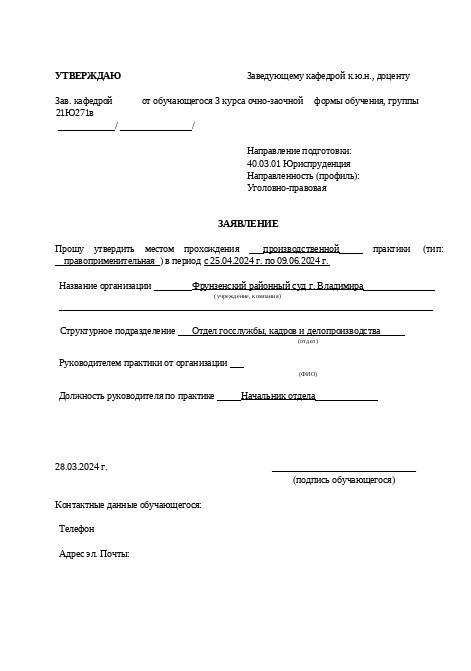 УТВЕРЖДАЮ Заведующему кафедрой к.ю.н., доценту
Зав. кафедрой от обучающегося 3 курса очно-заочной формы обучения, группы
21Ю271в
____________/ _______________/
Направление подготовки:
40.03.01 Юриспруденция
Направленность (профиль):
Уголовно-правовая
ЗАЯВЛЕНИЕ
Прошу утвердить местом прохождения производственной практики (тип:
правоприменительная ) в период с 25.04.2024 г. по 09.06.2024 г.
Название организации Фрунзенский районный суд г. Владимира
(учреждение, компания)
Структурное подразделение Отдел госслужбы, кадров и делопроизводства
(отдел)
Руководителем практики от организации ___
(ФИО)
Должность руководителя по практике Начальник отдела
28.03.2024 г.
(подпись обучающегося)
Контактные данные обучающегося:
Телефон
Адрес эл. Почты: